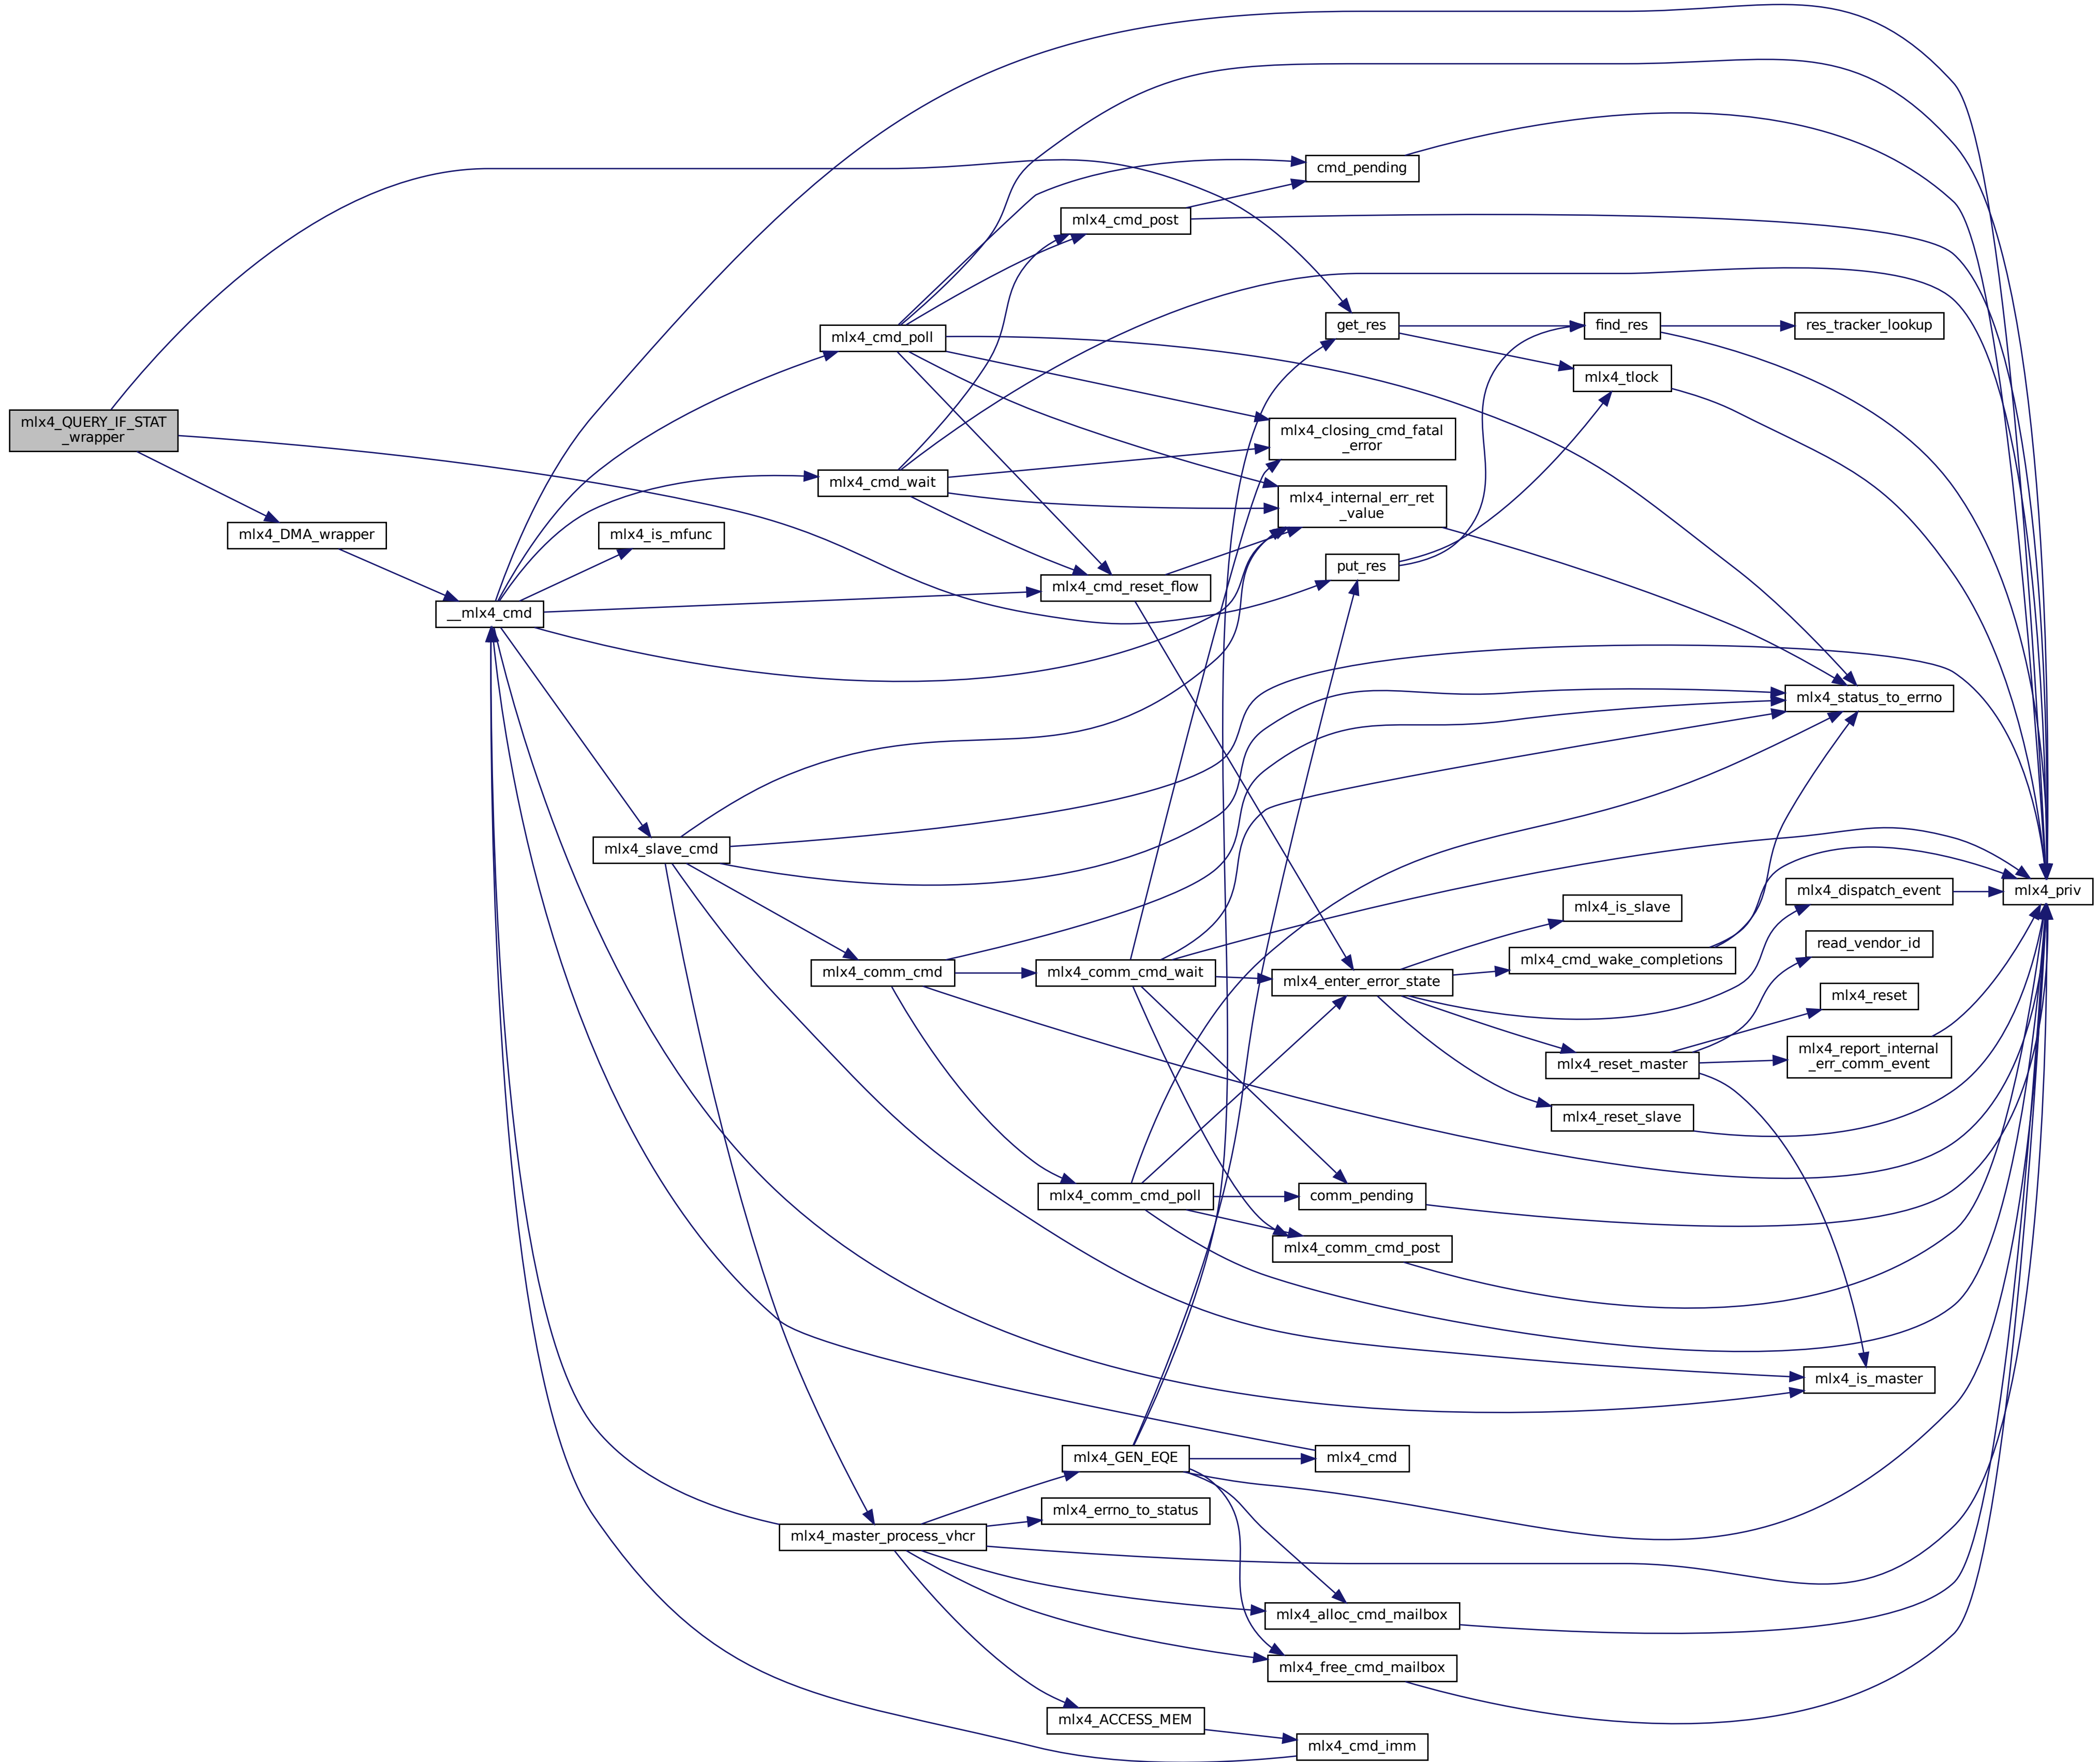 cmd_pending
mlx4_cmd_post
get_res
find_res
res_tracker_lookup
mlx4_cmd_poll
mlx4_tlock
mlx4_QUERY_IF_STAT
_wrapper
mlx4_closing_cmd_fatal
_error
mlx4_cmd_wait
mlx4_internal_err_ret
_value
mlx4_DMA_wrapper
mlx4_is_mfunc
put_res
mlx4_cmd_reset_flow
__mlx4_cmd
mlx4_status_to_errno
mlx4_slave_cmd
mlx4_dispatch_event
mlx4_priv
mlx4_is_slave
read_vendor_id
mlx4_cmd_wake_completions
mlx4_comm_cmd
mlx4_comm_cmd_wait
mlx4_enter_error_state
mlx4_reset
mlx4_report_internal
_err_comm_event
mlx4_reset_master
mlx4_reset_slave
mlx4_comm_cmd_poll
comm_pending
mlx4_comm_cmd_post
mlx4_is_master
mlx4_GEN_EQE
mlx4_cmd
mlx4_errno_to_status
mlx4_master_process_vhcr
mlx4_alloc_cmd_mailbox
mlx4_free_cmd_mailbox
mlx4_ACCESS_MEM
mlx4_cmd_imm